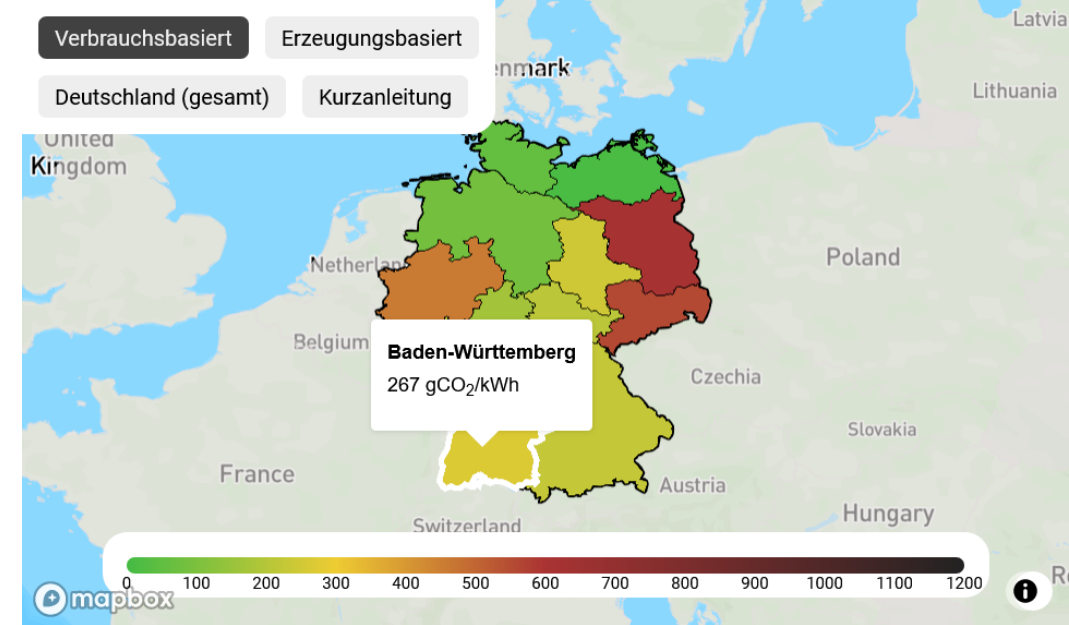 Verbrauchsbasiert
Erzeugungsbasiert
Deutschland (gesamt)
Kurzanleitung
Latvia
enmark
Lithuania
United
Kingdom
Netherlan
Poland
Belgium
Baden-Württemberg
267 gCO₂/kWh
Czechia
Slovakia
France
Austria
Hungary
Switzerland
0 100 200 300 400 500 600 700 800 900 1000 1100 1200
mapbox
i